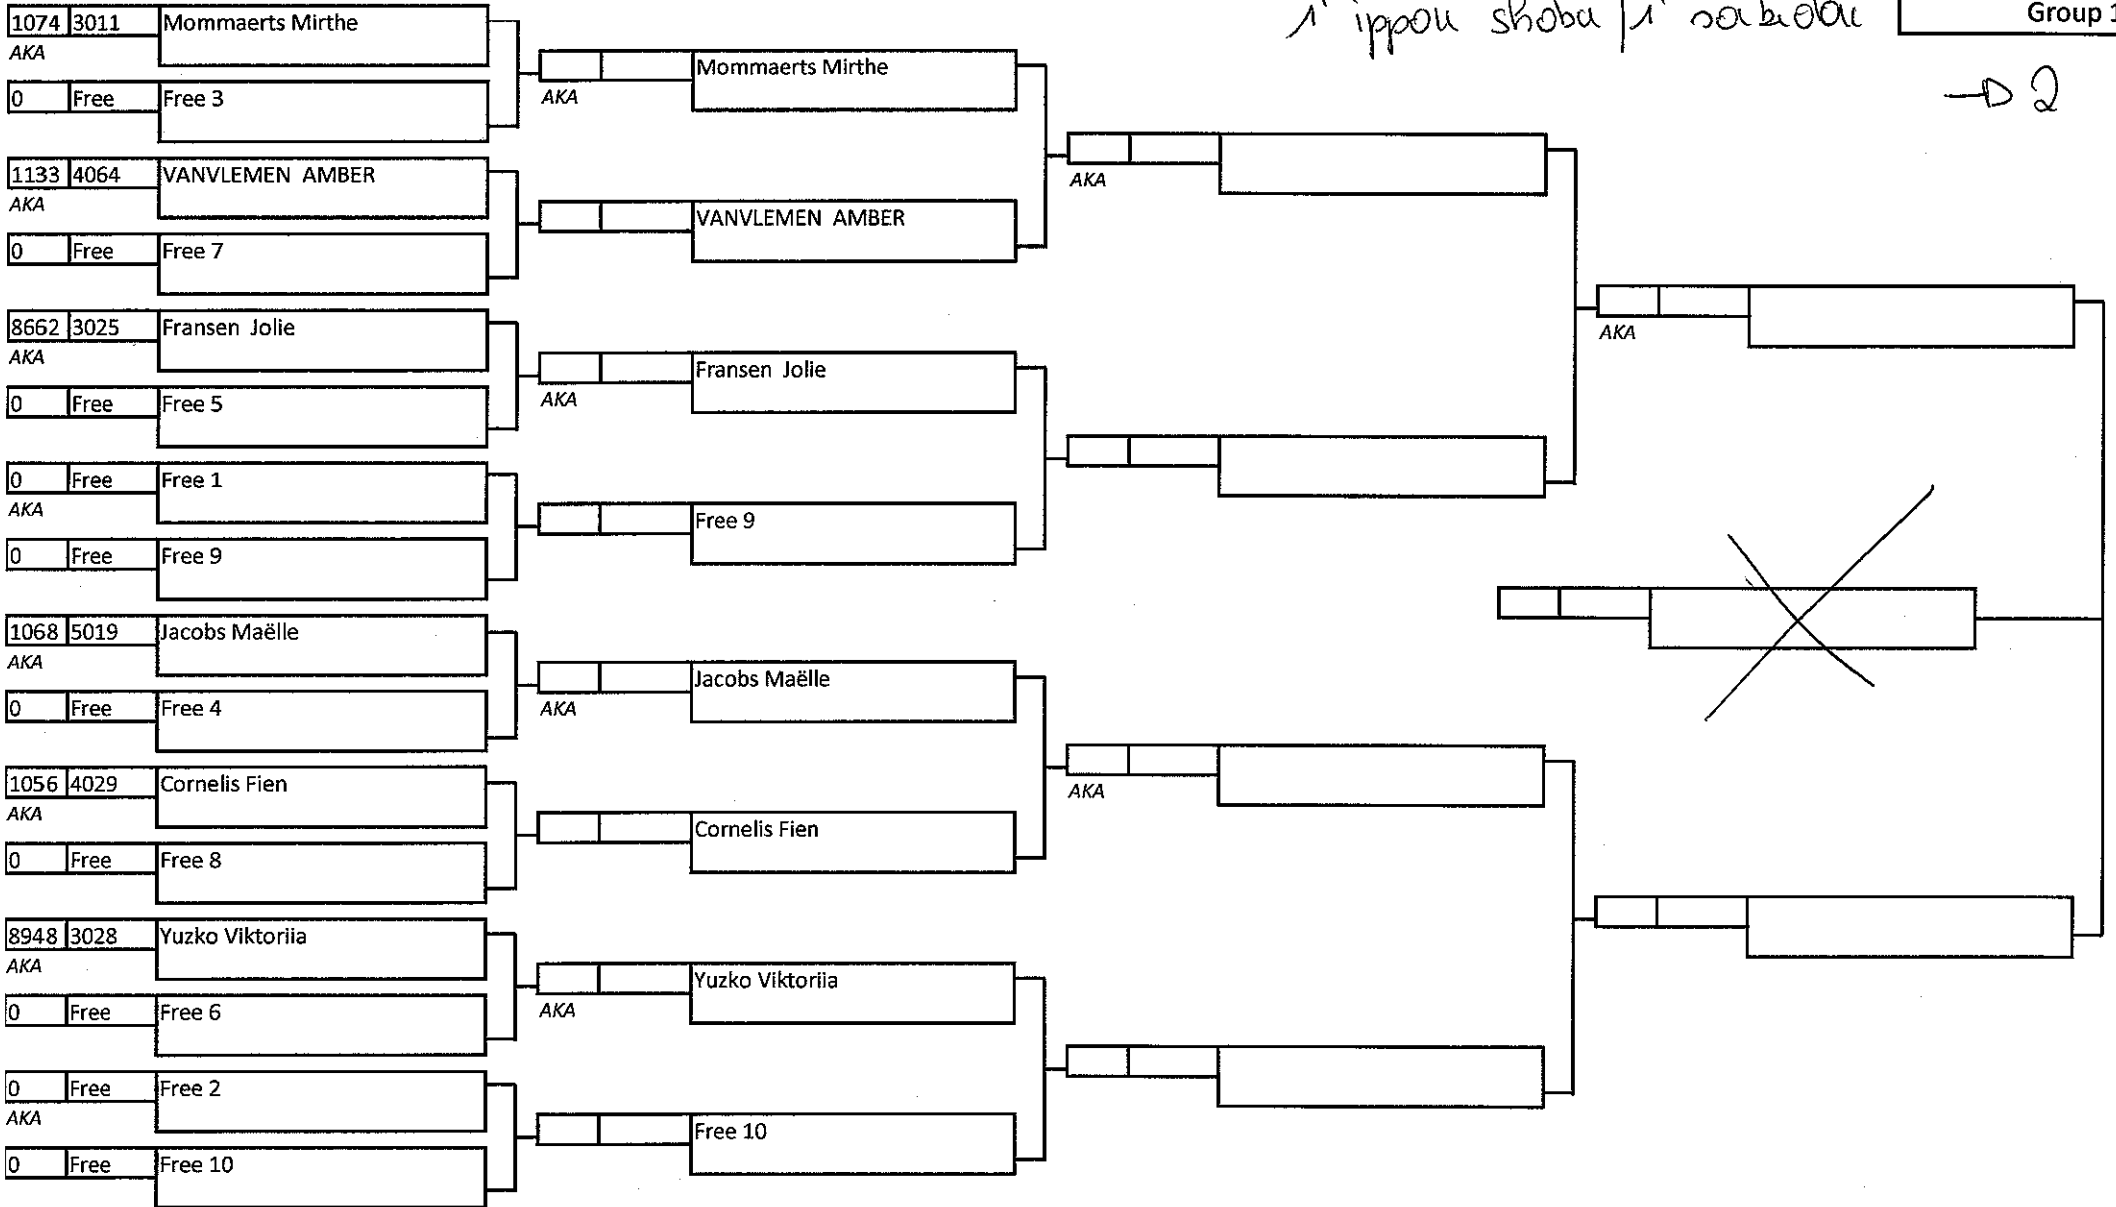 1' ippon shobu / 1' sabedan
Group 1
→ 2
1074 3011 Mommaerts Mirthe
AKA
0 Free Free 3
1133 4064 VANVLEMEN AMBER
AKA
0 Free Free 7
8662 3025 Fransen Jolie
AKA
0 Free Free 5
0 Free Free 1
AKA
0 Free Free 9
1068 5019 Jacobs Maëlle
AKA
0 Free Free 4
1056 4029 Cornelis Fien
AKA
0 Free Free 8
8948 3028 Yuzko Viktoriia
AKA
0 Free Free 6
0 Free Free 2
AKA
0 Free Free 10
Mommaerts Mirthe
AKA
VANVLEMEN AMBER
Fransen Jolie
AKA
Free 9
Jacobs Maëlle
AKA
Cornelis Fien
Yuzko Viktoriia
AKA
Free 10
AKA
AKA
AKA